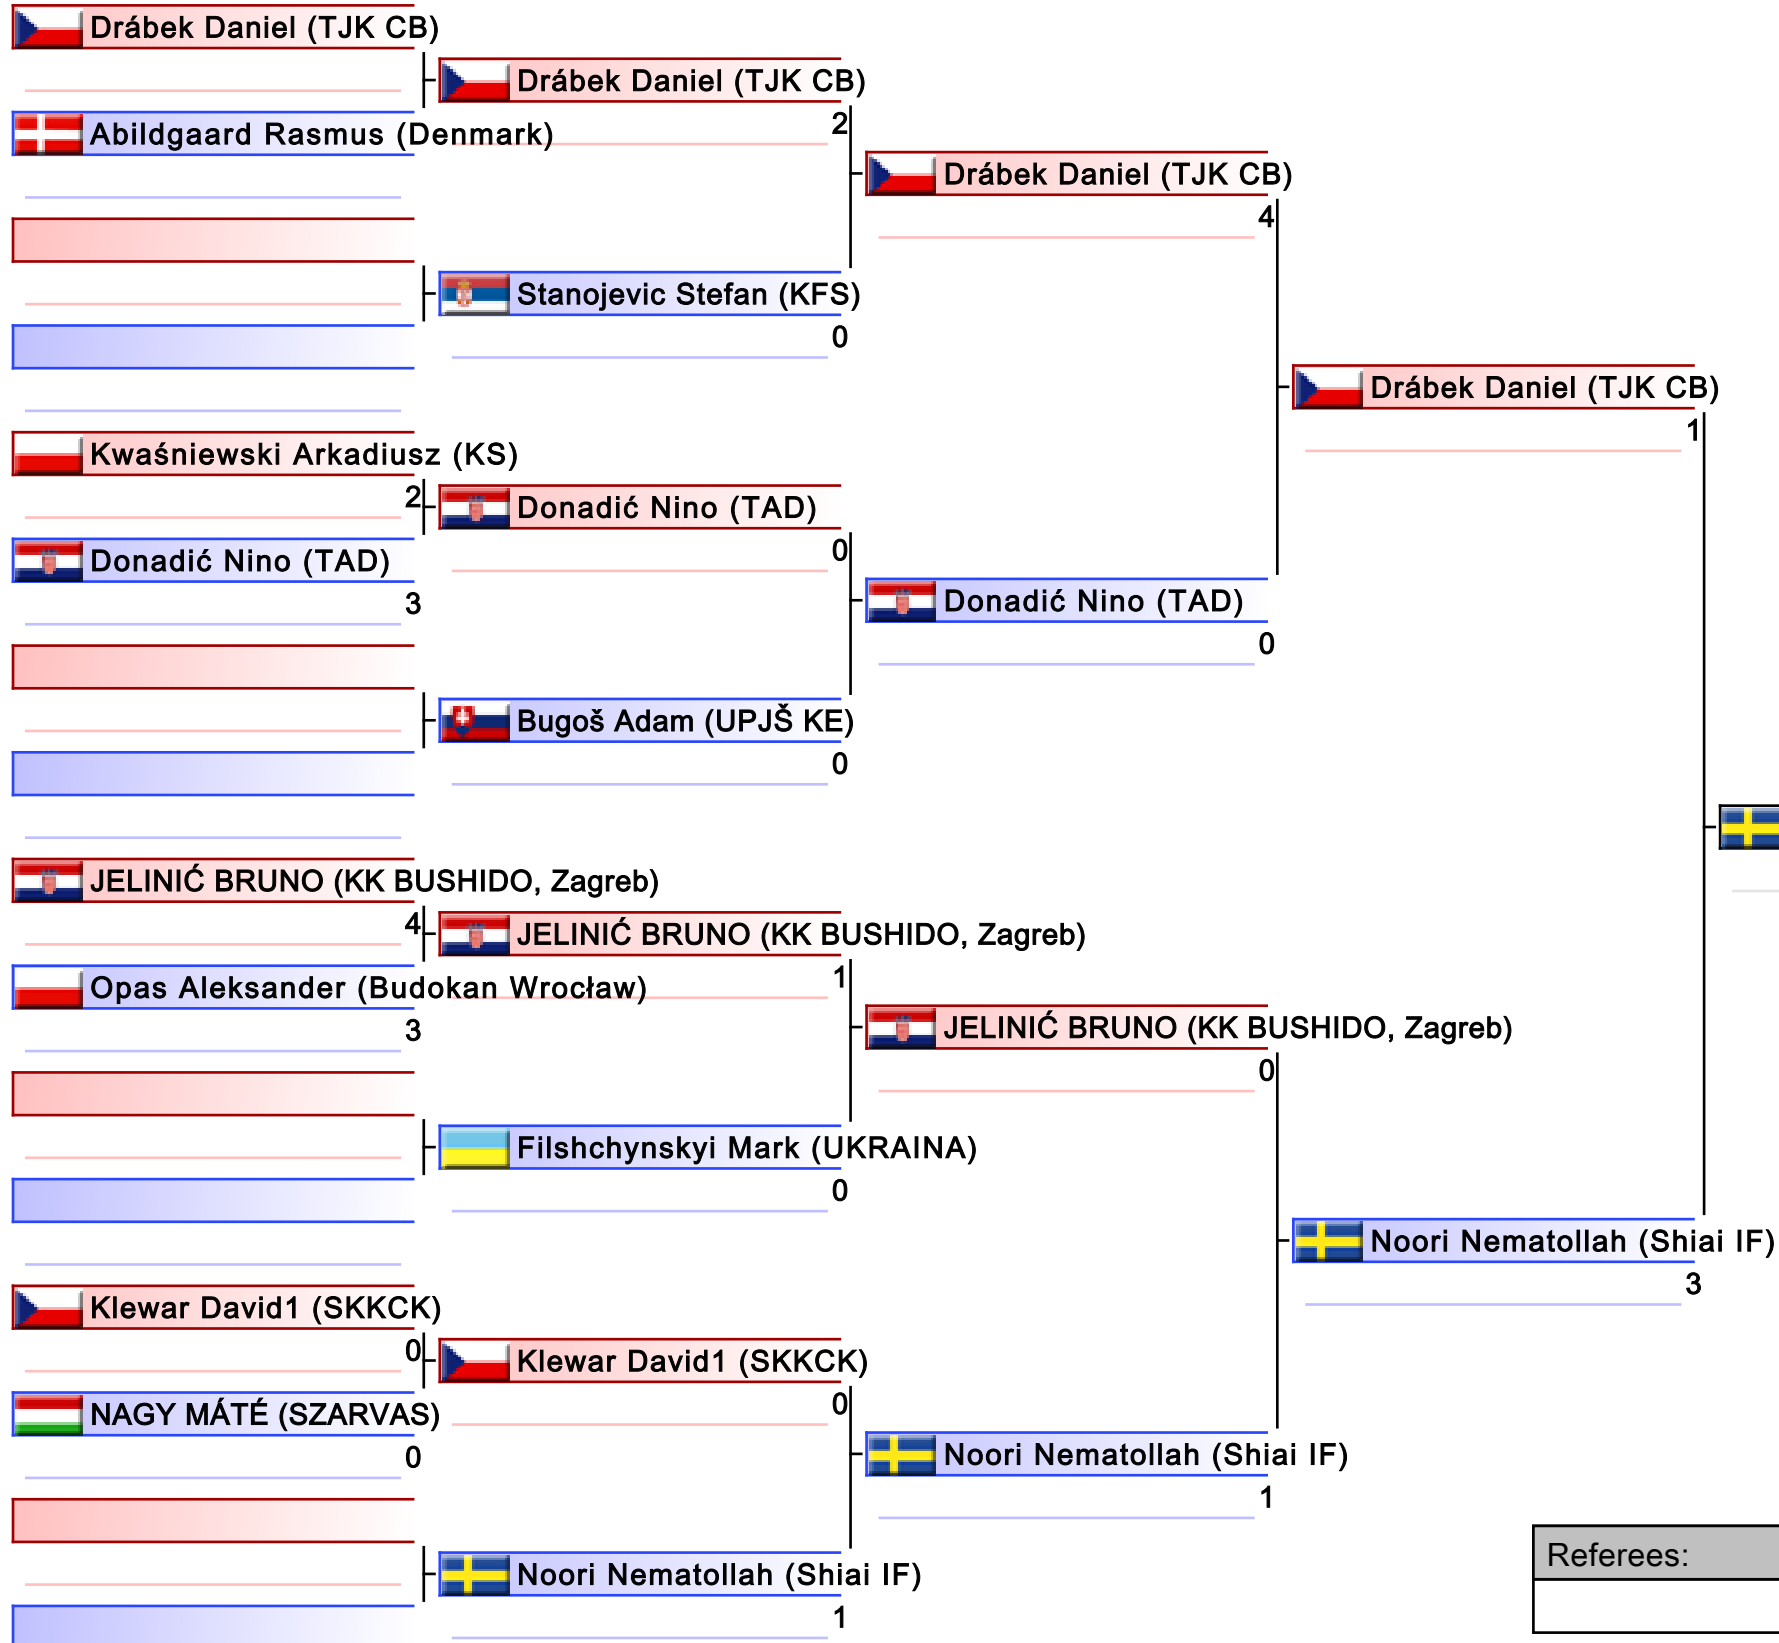 Drábek Daniel (TJK CB)
Drábek Daniel (TJK CB)
2
Abildgaard Rasmus (Denmark)
Drábek Daniel (TJK CB)
4
Stanojevic Stefan (KFS)
0
Drábek Daniel (TJK CB)
1
Kwaśniewski Arkadiusz (KS)
2
Donadić Nino (TAD)
0
Donadić Nino (TAD)
3
Donadić Nino (TAD)
0
Bugoš Adam (UPJŠ KE)
0
JELINIĆ BRUNO (KK BUSHIDO, Zagreb)
4
JELINIĆ BRUNO (KK BUSHIDO, Zagreb)
1
Opas Aleksander (Budokan Wrocław)
3
JELINIĆ BRUNO (KK BUSHIDO, Zagreb)
0
Filshchynskyi Mark (UKRAINA)
0
Noori Nematollah (Shiai IF)
3
Klewar David1 (SKKCK)
0
Klewar David1 (SKKCK)
0
NAGY MÁTÉ (SZARVAS)
0
Noori Nematollah (Shiai IF)
1
Noori Nematollah (Shiai IF)
1
Referees: